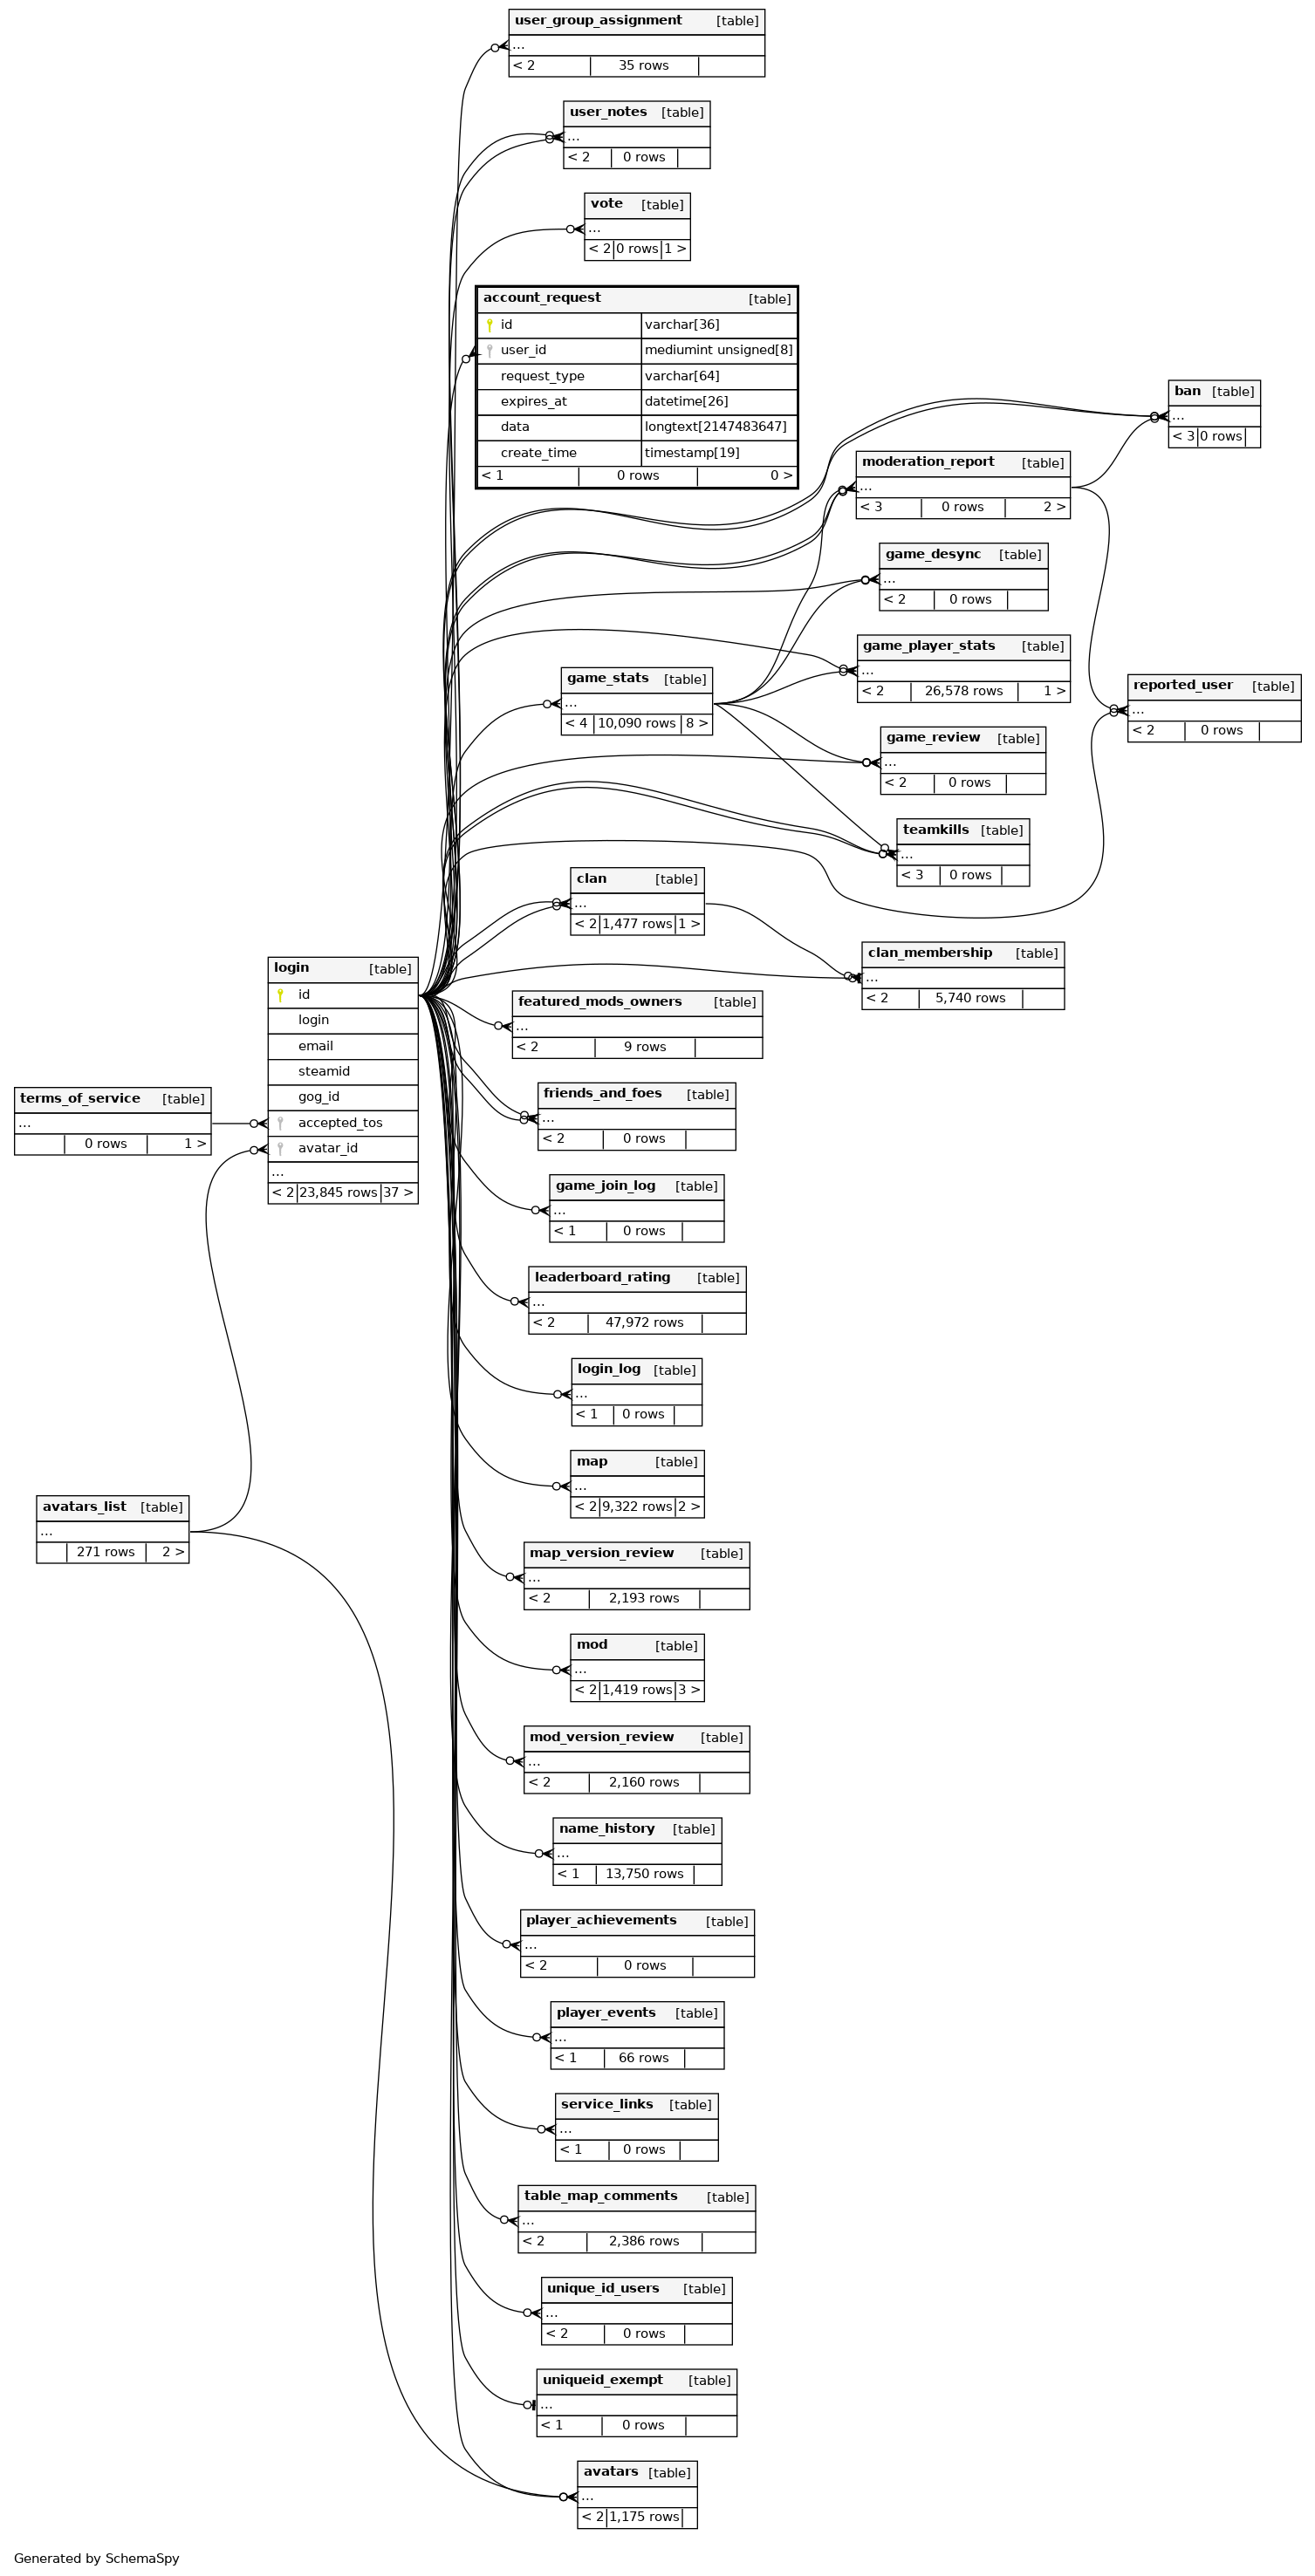 user_group_assignment [table]
...
< 2 35 rows
user_notes [table]
...
< 2 0 rows
vote [table]
...
< 2 0 rows 1 >
account_request [table]
id varchar[36]
user_id mediumint unsigned[8]
request_type varchar[64]
expires_at datetime[26]
data longtext[2147483647]
create_time timestamp[19]
< 1 0 rows 0 >
ban [table]
...
< 3 0 rows
moderation_report [table]
...
< 3 0 rows 2 >
game_desync [table]
...
< 2 0 rows
game_player_stats [table]
...
< 2 26,578 rows 1 >
game_stats [table]
...
< 4 10,090 rows 8 >
reported_user [table]
...
< 2 0 rows
game_review [table]
...
< 2 0 rows
teamkills [table]
...
< 3 0 rows
clan [table]
...
< 2 1,477 rows 1 >
clan_membership [table]
...
< 2 5,740 rows
login [table]
id
login
email
steamid
gog_id
accepted_tos
avatar_id
...
< 2 23,845 rows 37 >
featured_mods_owners [table]
...
< 2 9 rows
terms_of_service [table]
...
0 rows 1 >
friends_and_foes [table]
...
< 2 0 rows
game_join_log [table]
...
< 1 0 rows
leaderboard_rating [table]
...
< 2 47,972 rows
login_log [table]
...
< 1 0 rows
map [table]
...
< 2 9,322 rows 2 >
avatars_list [table]
...
271 rows 2 >
map_version_review [table]
...
< 2 2,193 rows
mod [table]
...
< 2 1,419 rows 3 >
mod_version_review [table]
...
< 2 2,160 rows
name_history [table]
...
< 1 13,750 rows
player_achievements [table]
...
< 2 0 rows
player_events [table]
...
< 1 66 rows
service_links [table]
...
< 1 0 rows
table_map_comments [table]
...
< 2 2,386 rows
unique_id_users [table]
...
< 2 0 rows
uniqueid_exempt [table]
...
< 1 0 rows
avatars [table]
...
< 2 1,175 rows
Generated by SchemaSpy